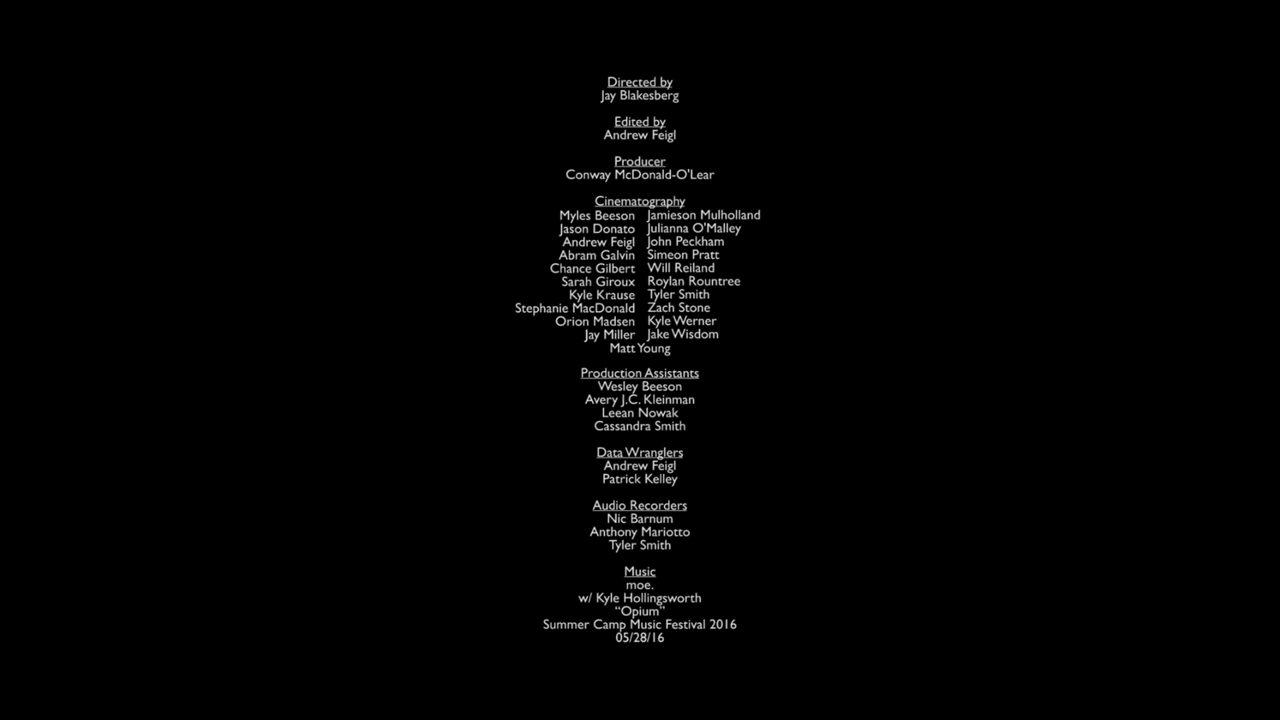 Directed by
Jay Blakesberg
Edited by
Andrew Feigl
Producer
Conway McDonald-O'Lear
Cinematography
Myles Beeson Jamieson Mulholland
Jason Donato Julianna O'Malley
Andrew Feigl John Peckham
Abram Galvin Simeon Pratt
Chance Gilbert Will Reiland
Sarah Giroux Roylan Rountree
Kyle Krause Tyler Smith
Stephanie MacDonald Zach Stone
Orion Madsen Kyle Werner
Jay Miller Jake Wisdom
Matt Young
Production Assistants
Wesley Beeson
Avery J.C. Kleinman
Leean Nowak
Cassandra Smith
Data Wranglers
Andrew Feigl
Patrick Kelley
Audio Recorders
Nic Barnum
Anthony Mariotto
Tyler Smith
Music
moe.
w/ Kyle Hollingsworth
“Opium”
Summer Camp Music Festival 2016
05/28/16